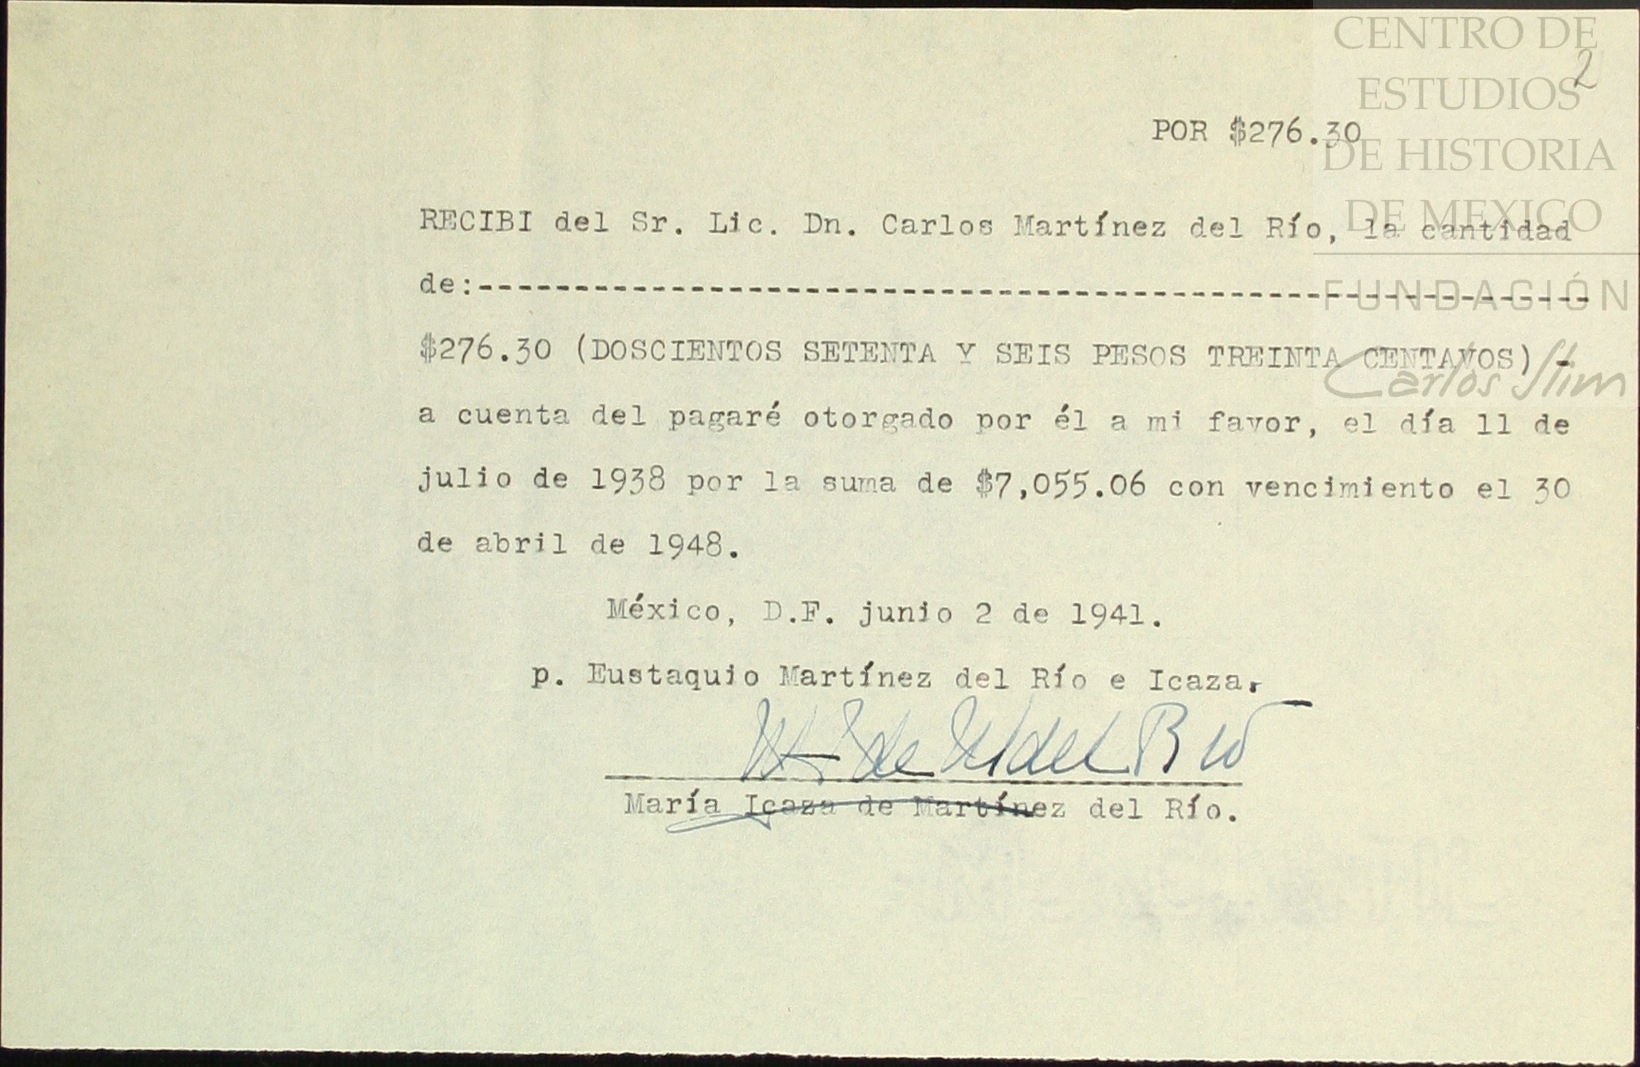 CENTRO DE
ESTUDIOS
DE HISTORIA
DE MEXICO
FUNDACIÓN
Carlos Slim
2
POR $276.30
RECIBI del Sr. Lic. Dn. Carlos Martínez del Río, la cantidad
de:----------------------------------------------------------
$276.30 (DOSCIENTOS SETENTA Y SEIS PESOS TREINTA CENTAVOS) -
a cuenta del pagaré otorgado por él a mi favor, el día 11 de
julio de 1938 por la suma de $7,055.06 con vencimiento el 30
de abril de 1948.
México, D.F. junio 2 de 1941.
p. Eustaquio Martínez del Río e Icaza,
de M del Río
María Icaza de Martínez del Río.